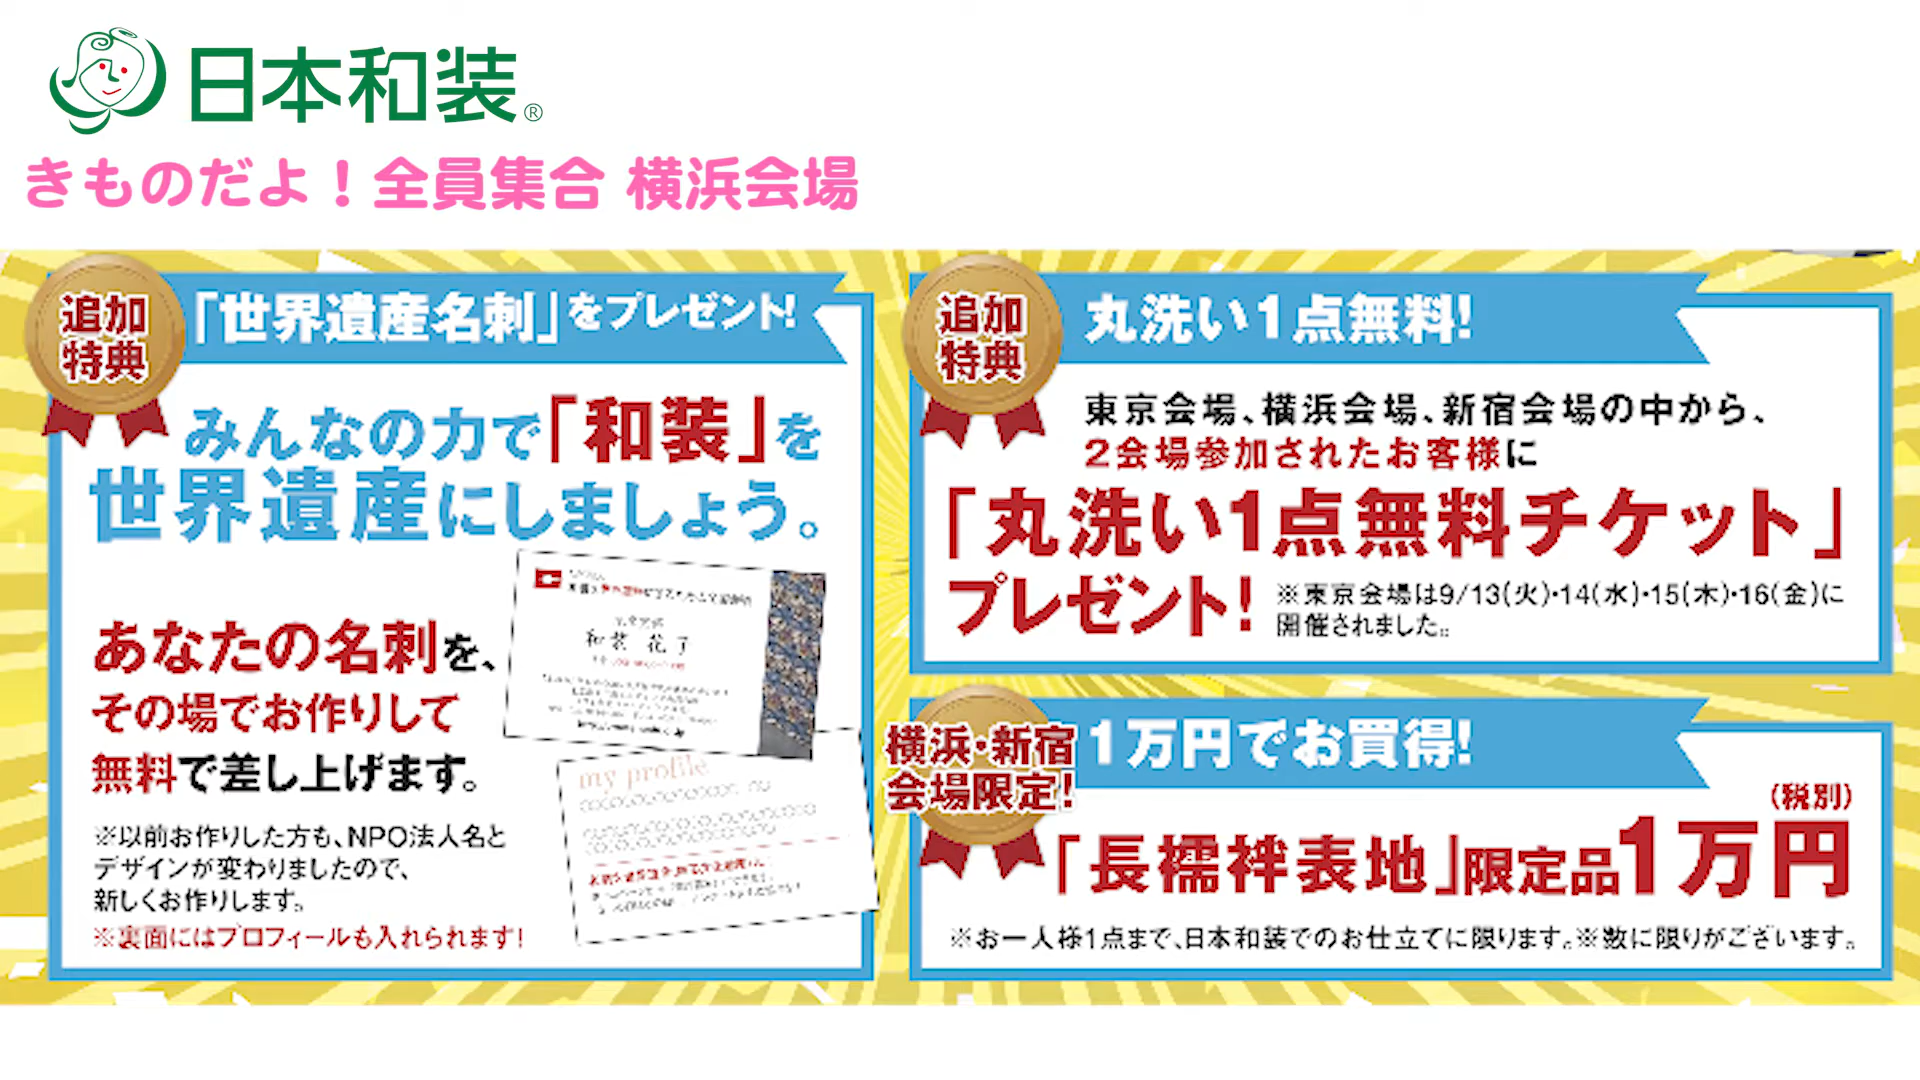 日本和装®
きものだよ！全員集合 横浜会場
追加
特典
「世界遺産名刺」をプレゼント!
みんなの力で「和装」を
世界遺産にしましょう。
あなたの名刺を、
その場でお作りして
無料で差し上げます。
※以前お作りした方も、NPO法人名と
デザインが変わりましたので、
新しくお作りします。
※裏面にはプロフィールも入れられます!
和装 花子
my profile
追加
特典
丸洗い1点無料!
東京会場、横浜会場、新宿会場の中から、
2会場参加されたお客様に
「丸洗い1点無料チケット」
プレゼント!
※東京会場は9/13(火)・14(水)・15(木)・16(金)に
開催されました。
横浜・新宿
会場限定!
1万円でお買得!
(税別)
「長襦袢表地」限定品1万円
※お一人様1点まで、日本和装でのお仕立てに限ります。※数に限りがございます。